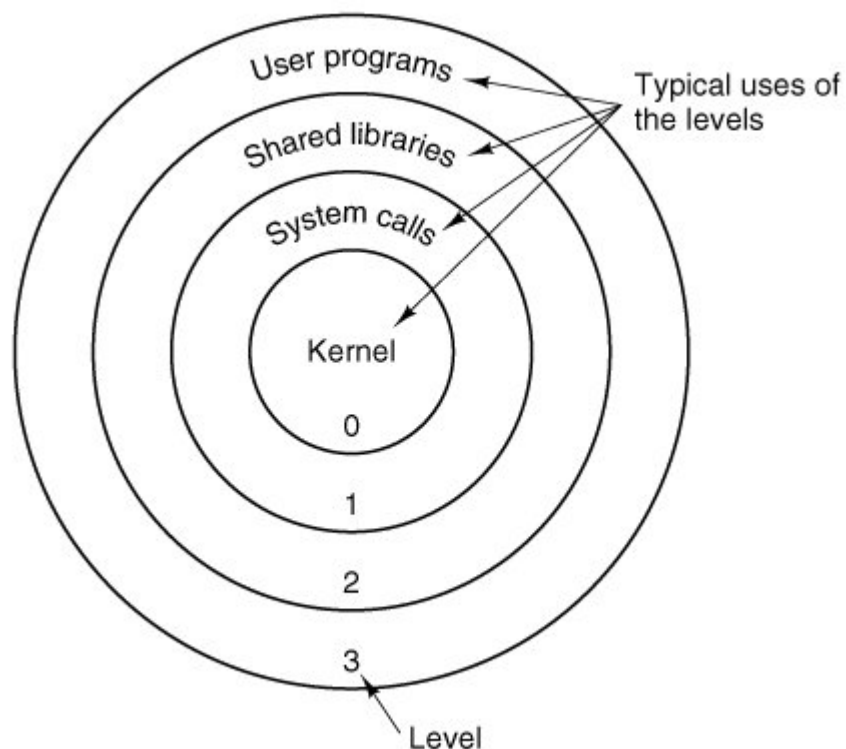 User programs
Typical uses of
the levels
Shared libraries
System calls
Kernel
0
1
2
3
Level